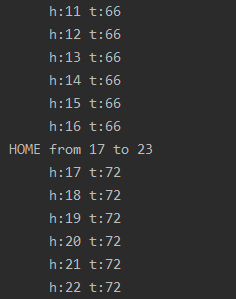 h:11 t:66
h:12 t:66
h:13 t:66
h:14 t:66
h:15 t:66
h:16 t:66
HOME from 17 to 23
h:17 t:72
h:18 t:72
h:19 t:72
h:20 t:72
h:21 t:72
h:22 t:72